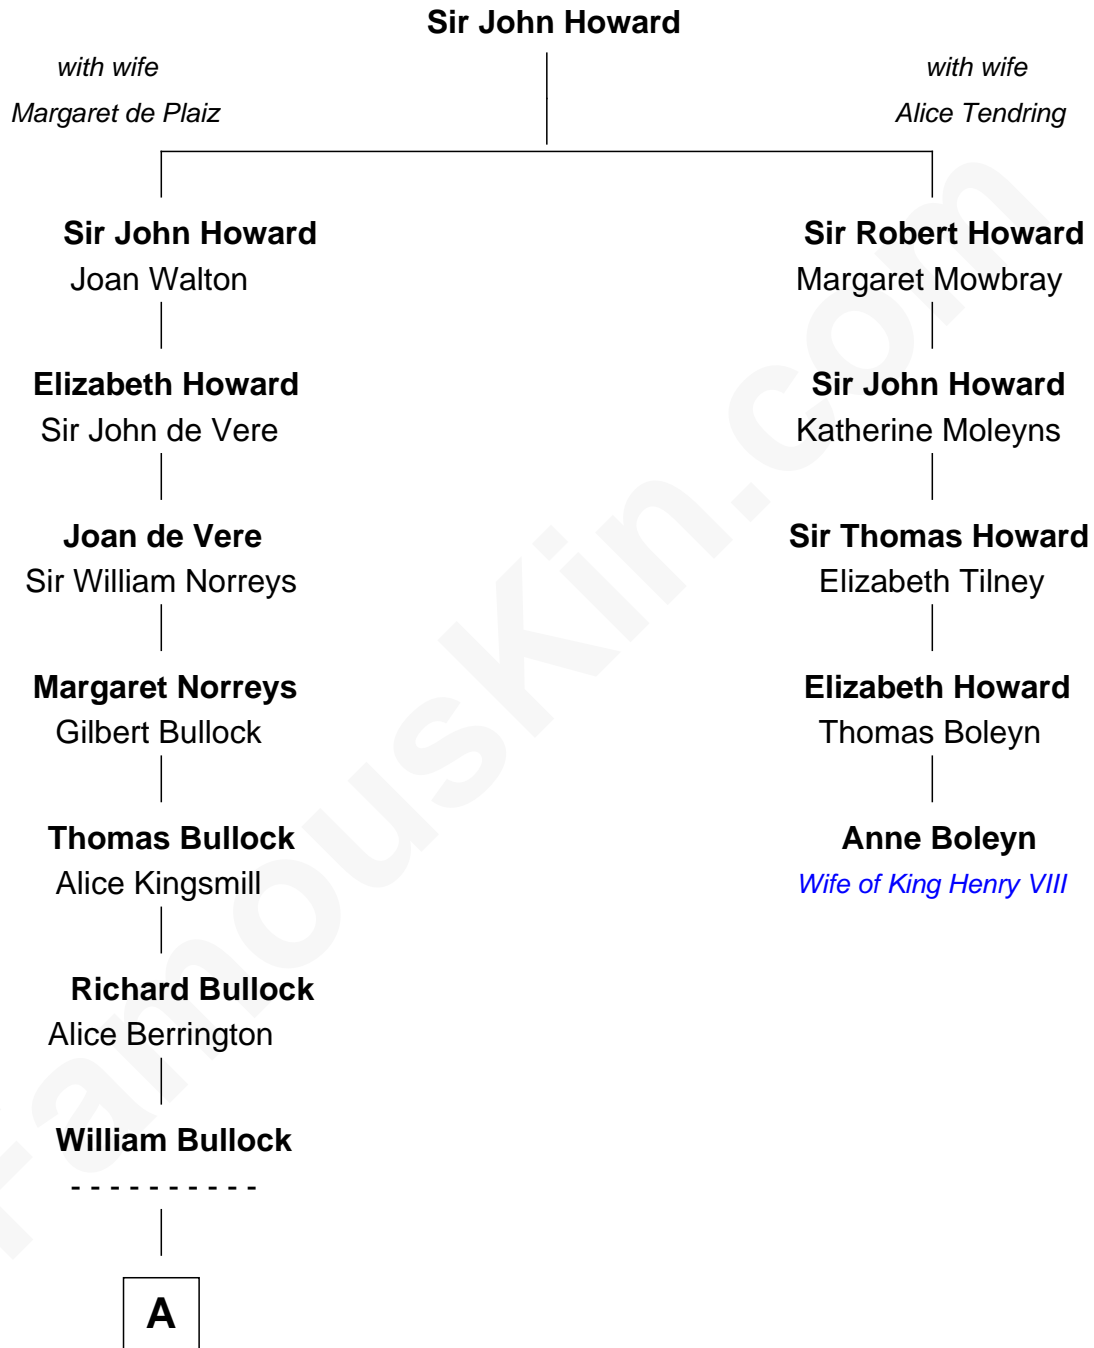 Sir John Howard
with wife
Margaret de Plaiz
with wife
Alice Tendring
Sir John Howard
Joan Walton
Sir Robert Howard
Margaret Mowbray
Elizabeth Howard
Sir John de Vere
Sir John Howard
Katherine Moleyns
Joan de Vere
Sir William Norreys
Sir Thomas Howard
Elizabeth Tilney
Margaret Norreys
Gilbert Bullock
Elizabeth Howard
Thomas Boleyn
Thomas Bullock
Alice Kingsmill
Anne Boleyn
Wife of King Henry VIII
Richard Bullock
Alice Berrington
William Bullock
- - - - - - - - - -
A
FamousKin.com